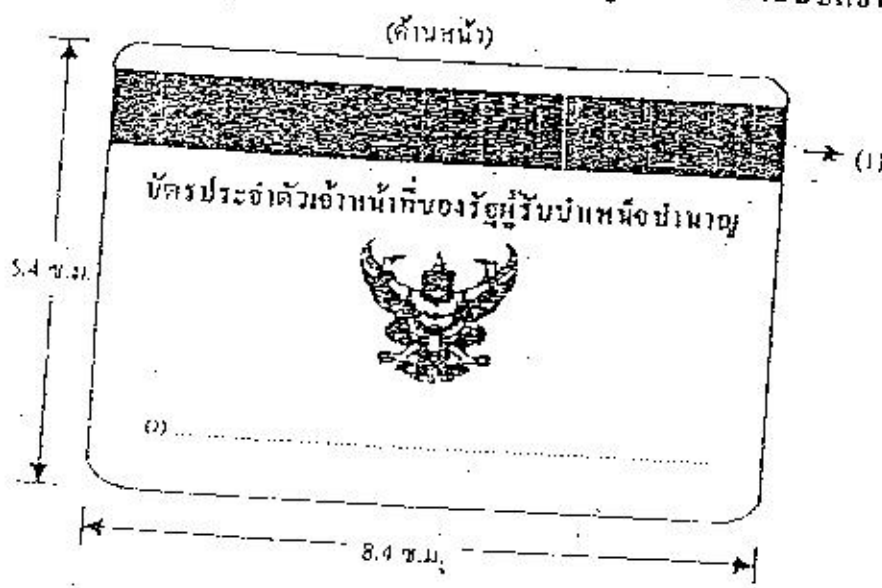 (ด้านหน้า)
(1)
บัตรประจำตัวเจ้าหน้าที่ของรัฐผู้รับบำเหน็จบำนาญ
5.4 ซ.ม.
(2) ........................................................................
8.4 ซ.ม.